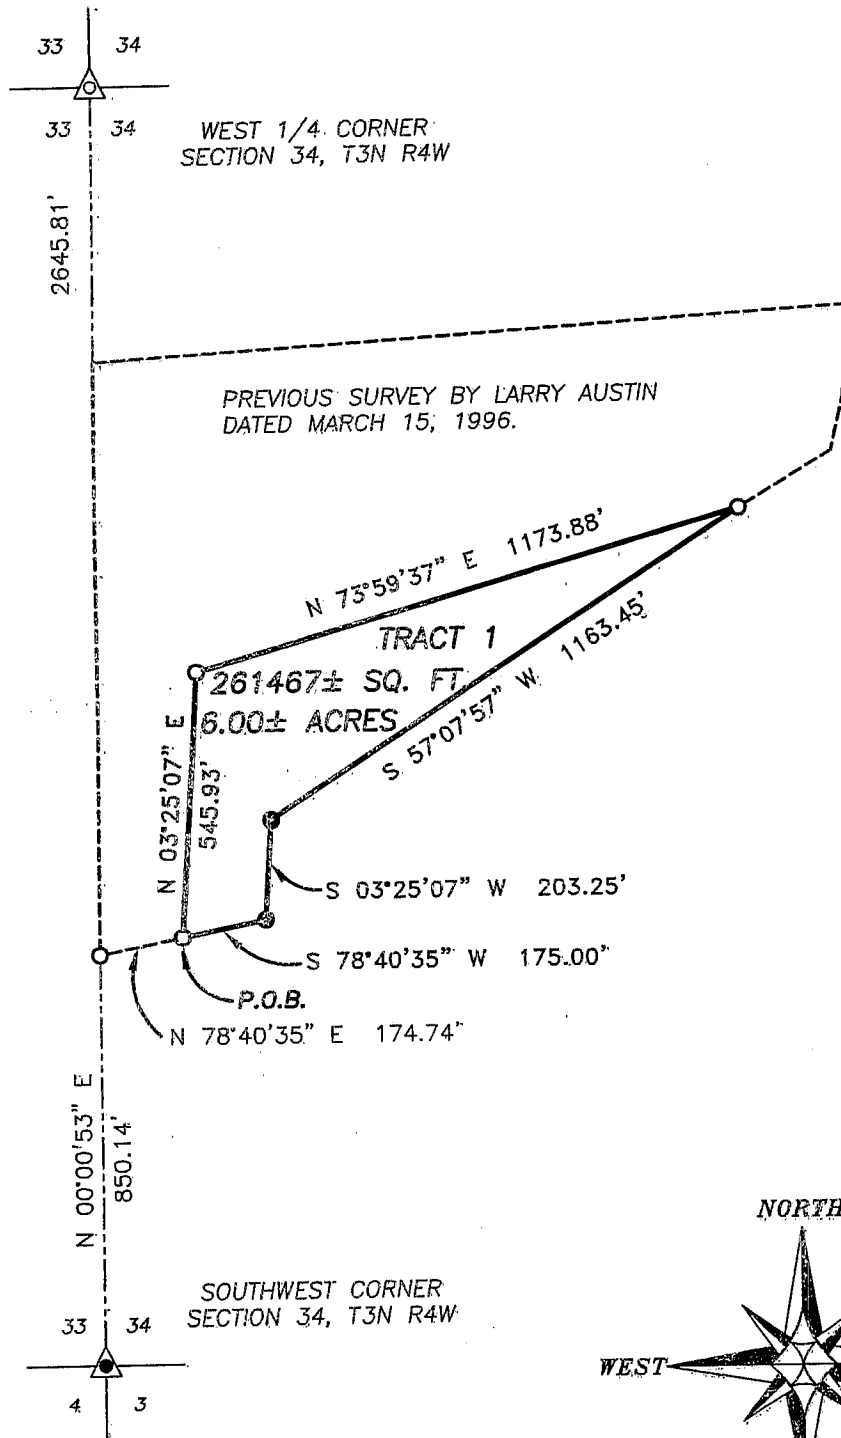 33 34
33 34
WEST 1/4 CORNER
SECTION 34, T3N R4W
2645.81'
PREVIOUS SURVEY BY LARRY AUSTIN
DATED MARCH 15, 1996.
N 73°59'37" E 1173.88'
TRACT 1
261467± SQ. FT.
6.00± ACRES
S 57°07'57" W 1163.45'
N 03°25'07" E
545.93'
S 03°25'07" W 203.25'
S 78°40'35" W 175.00'
P.O.B.
N 78°40'35" E 174.74'
N 00°00'53" E
850.14'
NORTH
SOUTHWEST CORNER
SECTION 34, T3N R4W
33 34
WEST
4 3